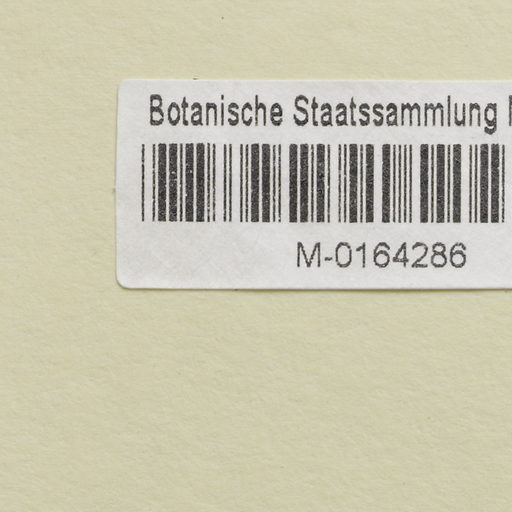 Botanische Staatssammlung
M-0164286